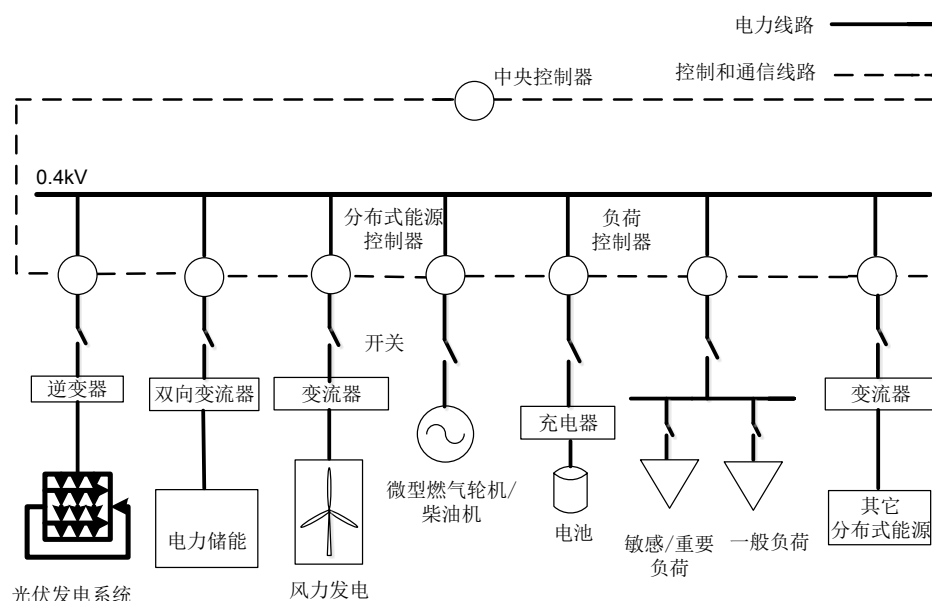 电力线路
中央控制器
控制和通信线路
0.4kV
分布式能源
控制器
负荷
控制器
开关
逆变器
双向变流器
变流器
充电器
变流器
微型燃气轮机/
柴油机
电力储能
电池
敏感/重要
负荷
一般负荷
其它
分布式能源
风力发电
光伏发电系统